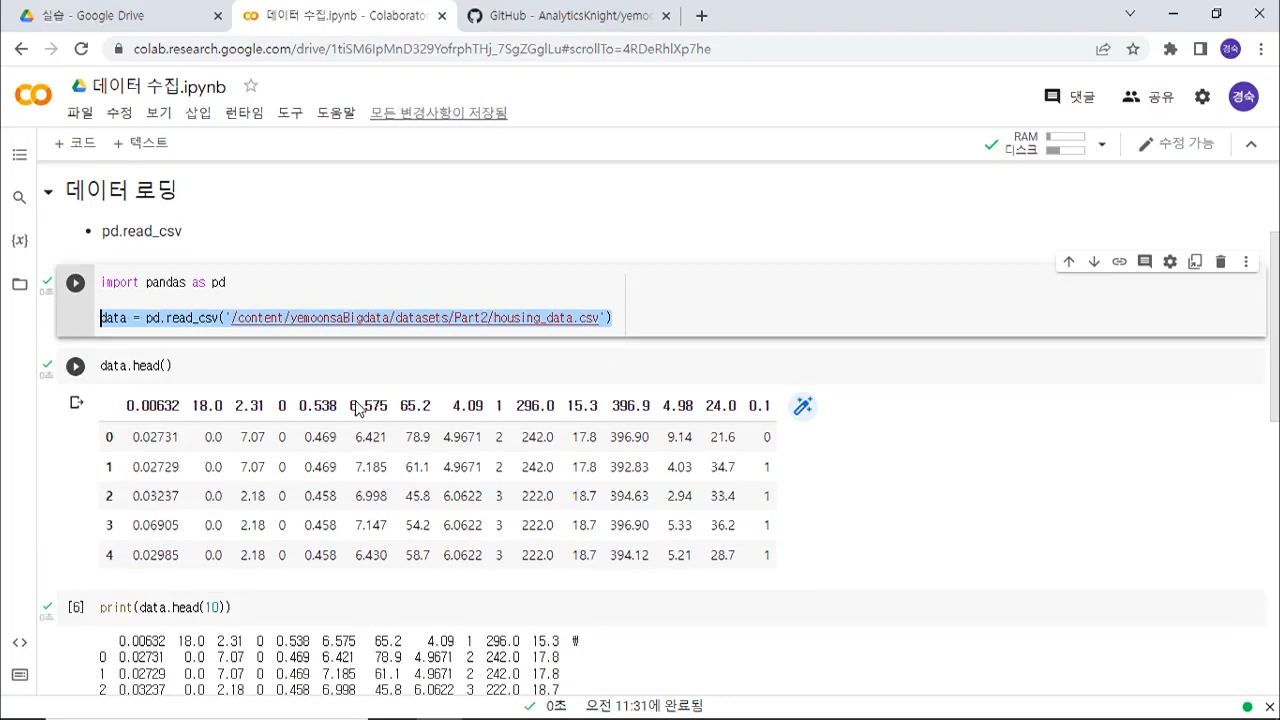 실습 - Google Drive
데이터 수집.ipynb - Colaborator
GitHub - AnalyticsKnight/yemoo
colab.research.google.com/drive/1tiSM6IpMnD329YofrphTHj_7SgZGglLu#scrollTo=4RDeRhlXp7he
경숙
데이터 수집.ipynb
댓글
공유
경숙
파일 수정 보기 삽입 런타임 도구 도움말 모든 변경사항이 저장됨
+ 코드 + 텍스트
RAM
디스크
수정 가능
데이터 로딩
• pd.read_csv
{x}
import pandas as pd
0초
data = pd.read_csv('/content/yemoonsaBigdata/datasets/Part2/housing_data.csv')
data.head()
0초
0.00632 18.0 2.31 0 0.538 6.575 65.2 4.09 1 296.0 15.3 396.9 4.98 24.0 0.1
0 0.02731 0.0 7.07 0 0.469 6.421 78.9 4.9671 2 242.0 17.8 396.90 9.14 21.6 0
1 0.02729 0.0 7.07 0 0.469 7.185 61.1 4.9671 2 242.0 17.8 392.83 4.03 34.7 1
2 0.03237 0.0 2.18 0 0.458 6.998 45.8 6.0622 3 222.0 18.7 394.63 2.94 33.4 1
3 0.06905 0.0 2.18 0 0.458 7.147 54.2 6.0622 3 222.0 18.7 396.90 5.33 36.2 1
4 0.02985 0.0 2.18 0 0.458 6.430 58.7 6.0622 3 222.0 18.7 394.12 5.21 28.7 1
[6] print(data.head(10))
0초
0.00632 18.0 2.31 0 0.538 6.575 65.2 4.09 1 296.0 15.3 ₩
0 0.02731 0.0 7.07 0 0.469 6.421 78.9 4.9671 2 242.0 17.8
1 0.02729 0.0 7.07 0 0.469 7.185 61.1 4.9671 2 242.0 17.8
2 0.03237 0.0 2.18 0 0.458 6.998 45.8 6.0622 3 222.0 18.7
0초 오전 11:31에 완료됨